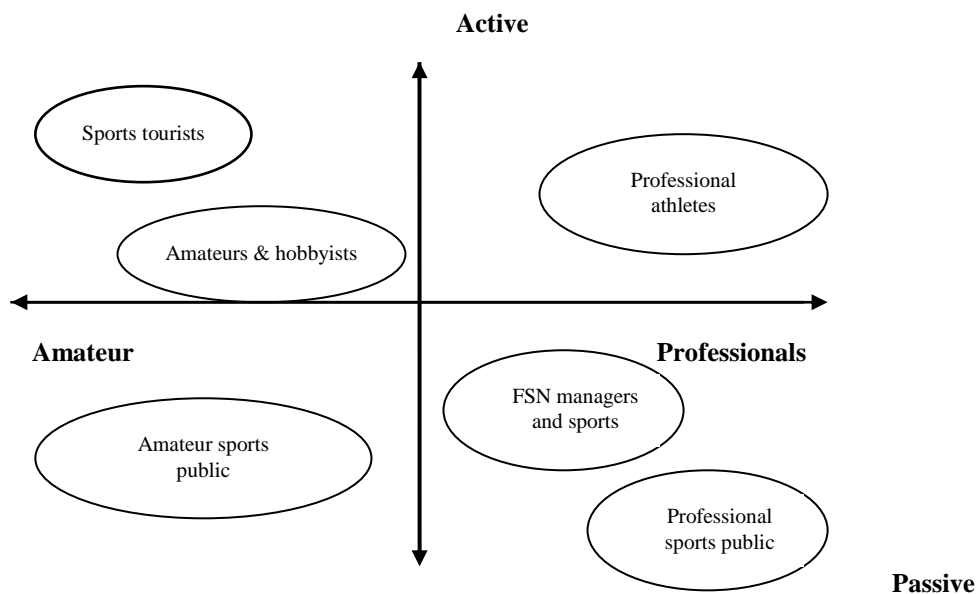 Active
Sports tourists
Professional
athletes
Amateurs & hobbyists
Amateur
Professionals
FSN managers
and sports
Amateur sports
public
Professional
sports public
Passive